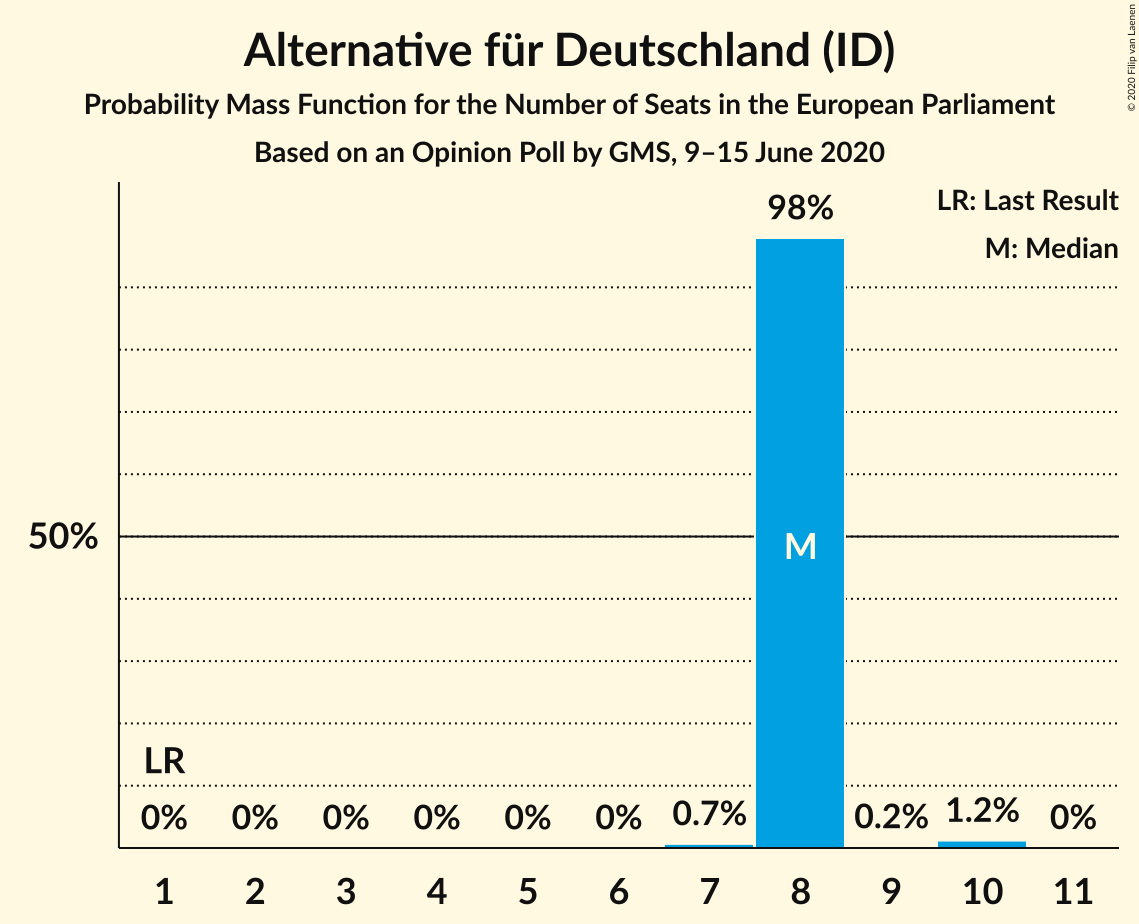 Alternative für Deutschland (ID)
Probability Mass Function for the Number of Seats in the European Parliament
Based on an Opinion Poll by GMS, 9–15 June 2020
© 2020 Filip van Laenen
LR: Last Result
M: Median
98%
50%
M
LR
0% 0% 0% 0% 0% 0% 0.7% 0.2% 1.2% 0%
1 2 3 4 5 6 7 8 9 10 11